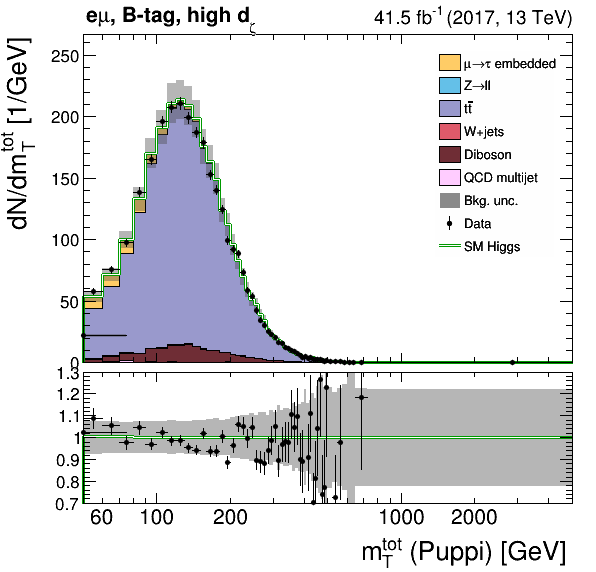 eμ, B-tag, high dζ
41.5 fb⁻¹ (2017, 13 TeV)
dN/dm_T^tot [1/GeV]
250
200
150
100
50
0
μ→τ embedded
Z→ll
tt̄
W+jets
Diboson
QCD multijet
Bkg. unc.
Data
SM Higgs
1.3
1.2
1.1
1
0.9
0.8
0.7
60 100 200 1000 2000
m_T^tot (Puppi) [GeV]